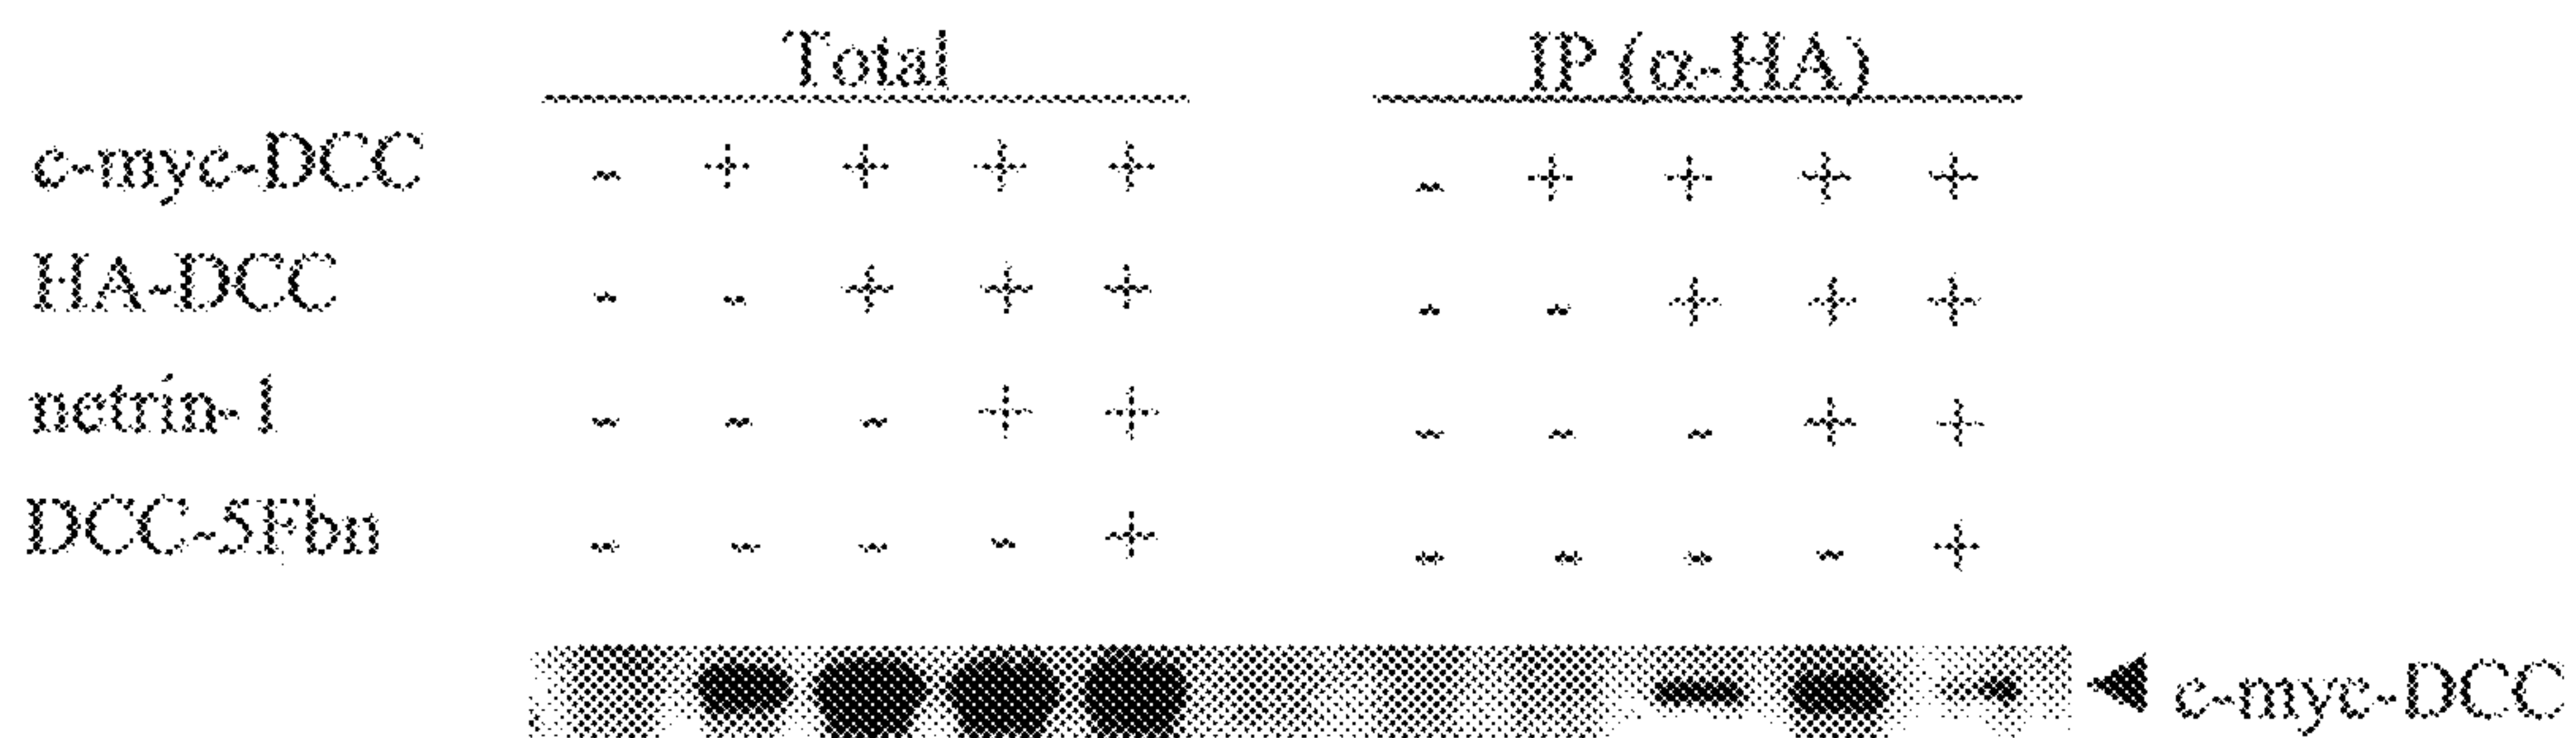 Total IP (α-HA)
c-myc-DCC - + + + + - + + + +
HA-DCC - - + + + - - + + +
netrin-1 - - - + + - - - + +
DCC-5Fbn - - - - + - - - - +
c-myc-DCC